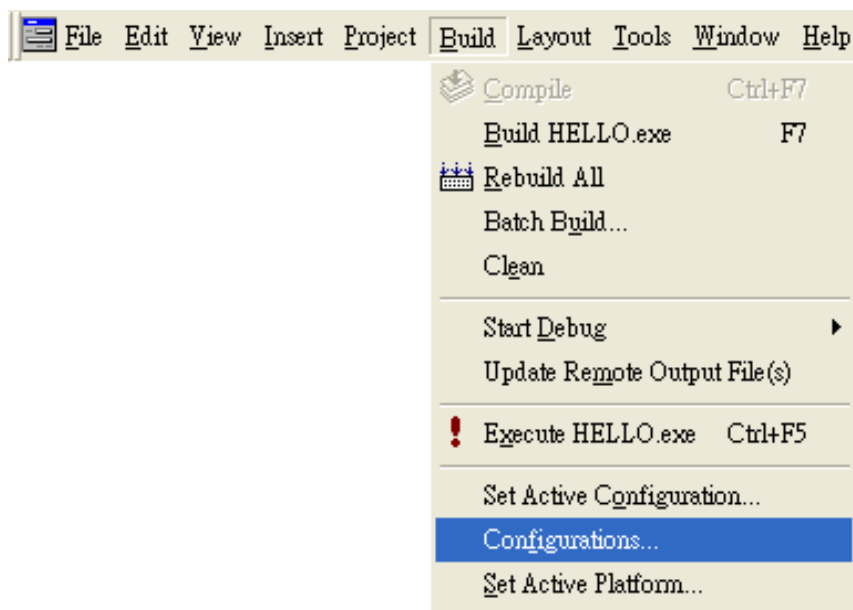 File Edit View Insert Project Build Layout Tools Window Help
Compile Ctrl+F7
Build HELLO.exe F7
Rebuild All
Batch Build...
Clean
Start Debug
Update Remote Output File(s)
Execute HELLO.exe Ctrl+F5
Set Active Configuration...
Configurations...
Set Active Platform...